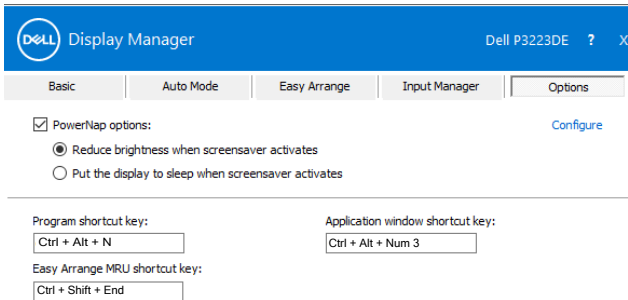 DELL Display Manager Dell P3223DE ? X
Basic Auto Mode Easy Arrange Input Manager Options
PowerNap options: Configure
Reduce brightness when screensaver activates
Put the display to sleep when screensaver activates
Program shortcut key: Application window shortcut key:
Ctrl + Alt + N Ctrl + Alt + Num 3
Easy Arrange MRU shortcut key:
Ctrl + Shift + End